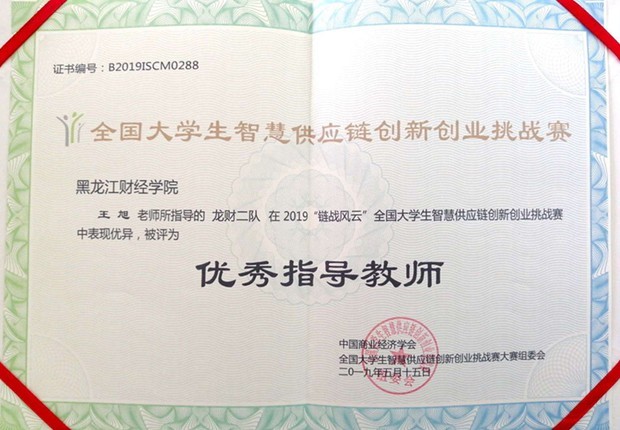 证书编号：B2019ISCM0288
全国大学生智慧供应链创新创业挑战赛
黑龙江财经学院
王旭 老师所指导的 龙财二队 在2019“链战风云”全国大学生智慧供应链创新创业挑战赛
中表现优异，被评为
优秀指导教师
中国商业经济学会
全国大学生智慧供应链创新创业挑战赛大赛组委会
二〇一九年五月十五日